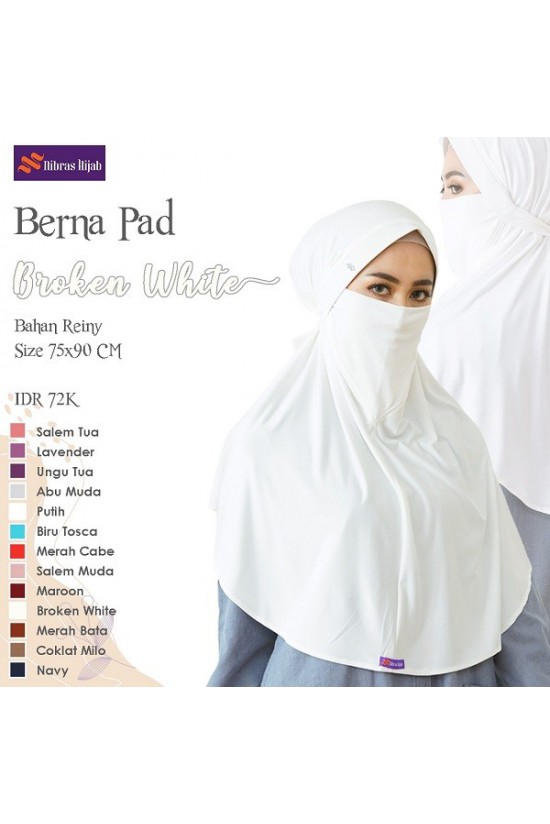 Nibras Hijab
Berna Pad
Broken White
Bahan Reiny
Size 75x90 CM
IDR 72K
Salem Tua
Lavender
Ungu Tua
Abu Muda
Putih
Biru Tosca
Merah Cabe
Salem Muda
Maroon
Broken White
Merah Bata
Coklat Milo
Navy